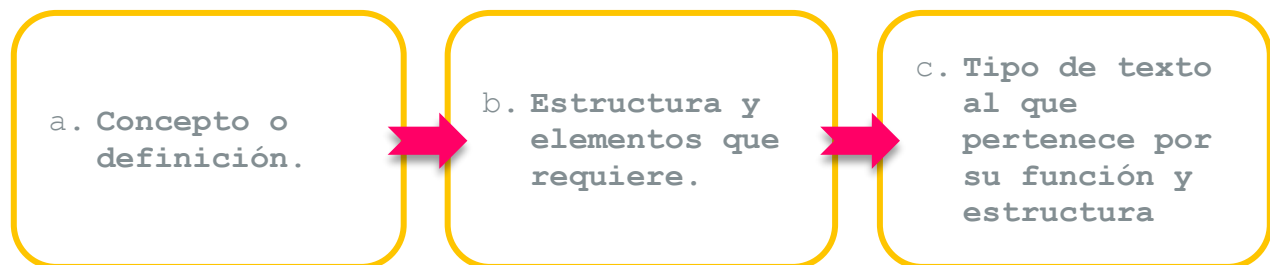 a. Concepto o
definición.
b. Estructura y
elementos que
requiere.
c. Tipo de texto
al que
pertenece por
su función y
estructura